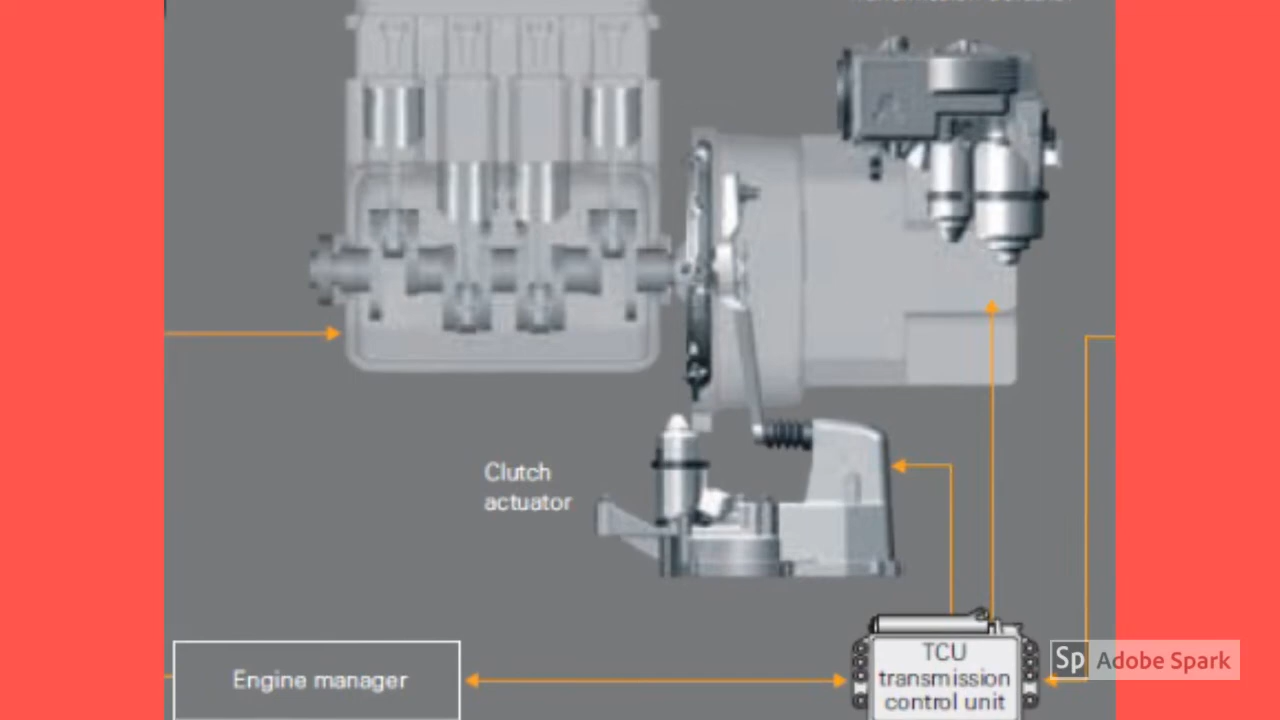 Clutch
actuator
Engine manager
TCU
transmission
control unit
Sp Adobe Spark